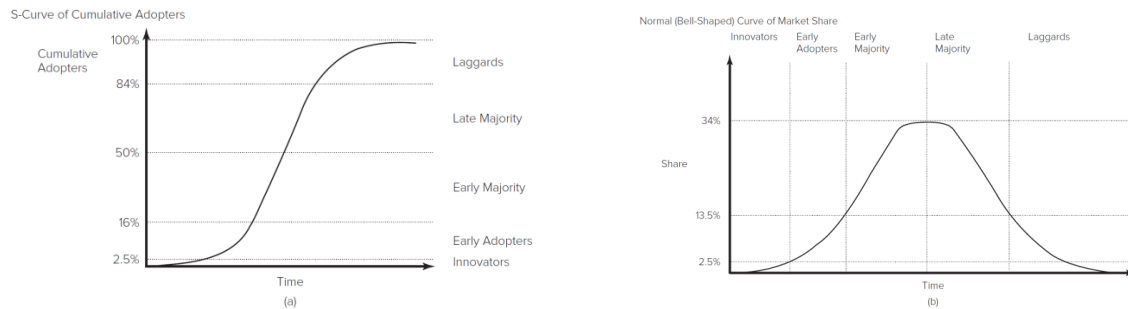 S-Curve of Cumulative Adopters
Cumulative
Adopters
100%
84%
50%
16%
2.5%
Laggards
Late Majority
Early Majority
Early Adopters
Innovators
Time
(a)
Normal (Bell-Shaped) Curve of Market Share
Innovators
Early
Adopters
Early
Majority
Late
Majority
Laggards
34%
Share
13.5%
2.5%
Time
(b)